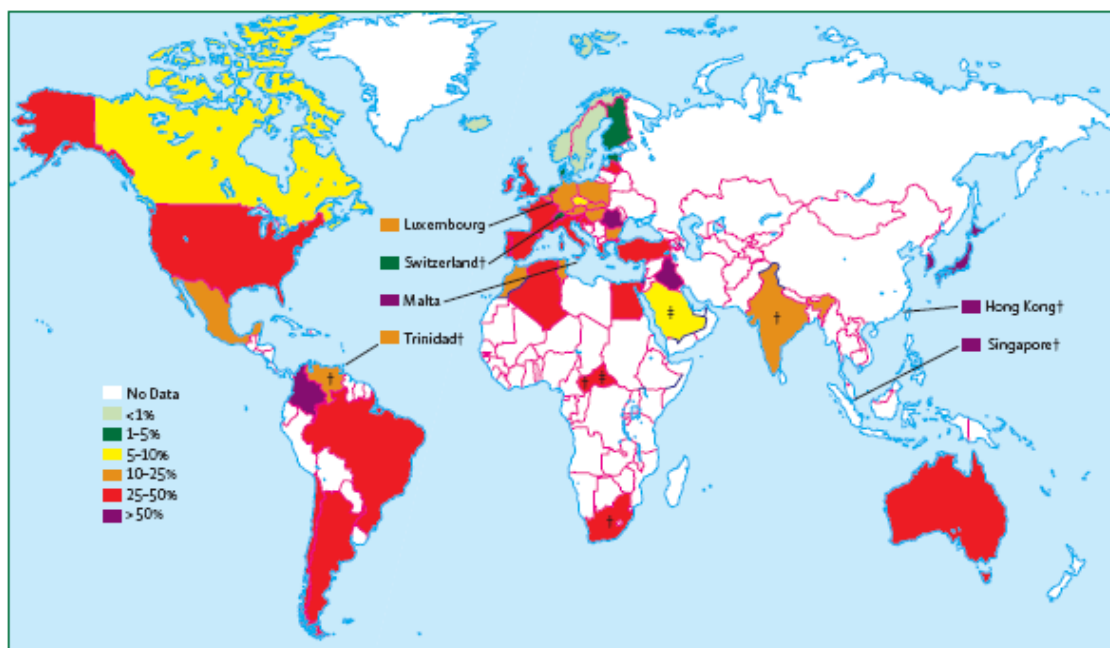 Luxembourg
Switzerland†
Malta
Trinidad†
Hong Kong†
Singapore†
‡
†
†
†
‡
†
No Data
<1%
1–5%
5–10%
10–25%
25–50%
>50%